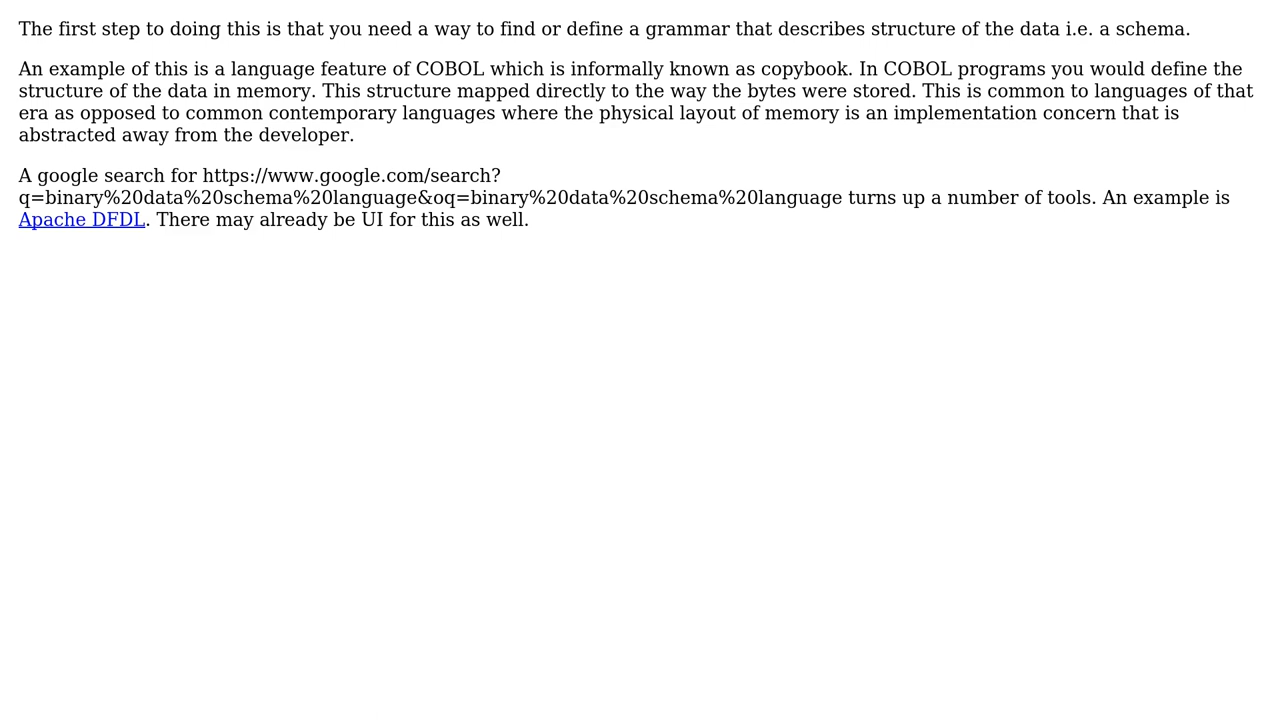 The first step to doing this is that you need a way to find or define a grammar that describes structure of the data i.e. a schema.
An example of this is a language feature of COBOL which is informally known as copybook. In COBOL programs you would define the
structure of the data in memory. This structure mapped directly to the way the bytes were stored. This is common to languages of that
era as opposed to common contemporary languages where the physical layout of memory is an implementation concern that is
abstracted away from the developer.
A google search for https://www.google.com/search?
q=binary%20data%20schema%20language&oq=binary%20data%20schema%20language turns up a number of tools. An example is
Apache DFDL. There may already be UI for this as well.